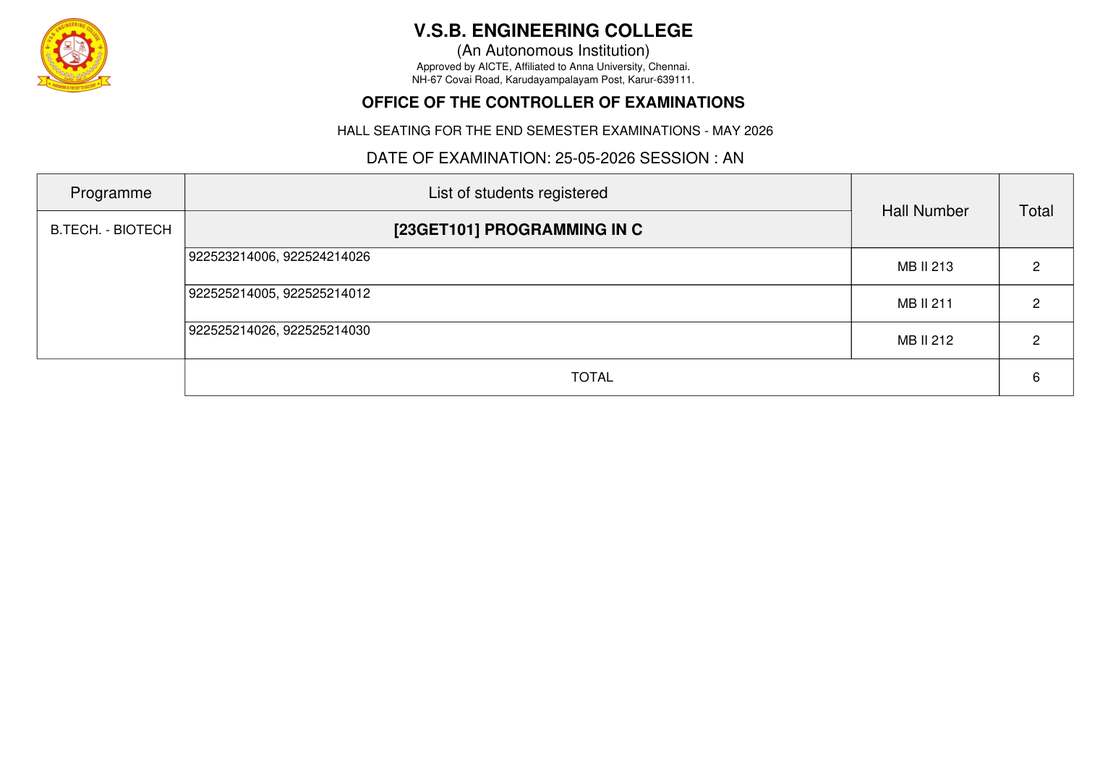 V.S.B. ENGINEERING COLLEGE
(An Autonomous Institution)
Approved by AICTE, Affiliated to Anna University, Chennai.
NH-67 Covai Road, Karudayampalayam Post, Karur-639111.
OFFICE OF THE CONTROLLER OF EXAMINATIONS
HALL SEATING FOR THE END SEMESTER EXAMINATIONS - MAY 2026
DATE OF EXAMINATION: 25-05-2026 SESSION : AN
Programme
List of students registered
Hall Number
Total
B.TECH. - BIOTECH
[23GET101] PROGRAMMING IN C
922523214006, 922524214026
MB II 213
2
922525214005, 922525214012
MB II 211
2
922525214026, 922525214030
MB II 212
2
TOTAL
6